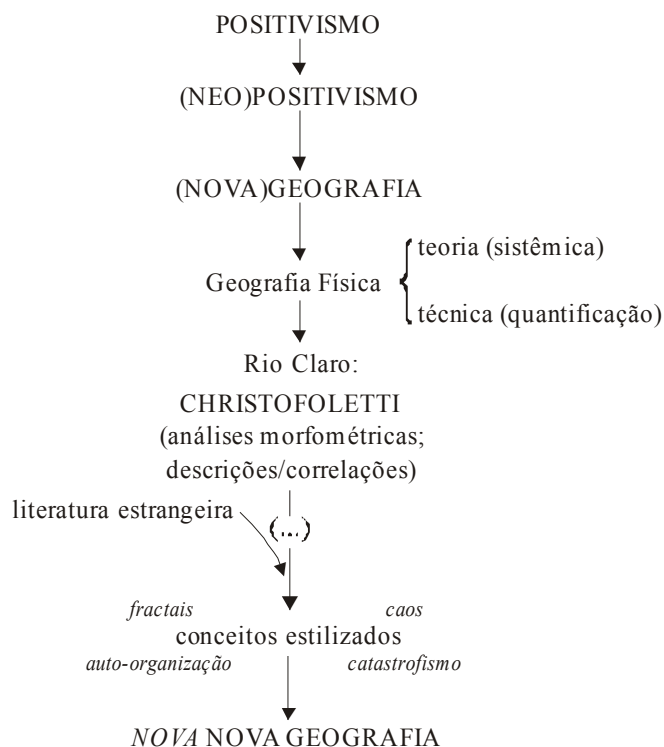 POSITIVISMO
(NEO)POSITIVISMO
(NOVA)GEOGRAFIA
Geografia Física
teoria (sistêmica)
técnica (quantificação)
Rio Claro:
CHRISTOFOLETTI
(análises morfométricas;
descrições/correlações)
literatura estrangeira
(...)
fractais
caos
conceitos estilizados
auto-organização
catastrofismo
NOVA NOVA GEOGRAFIA